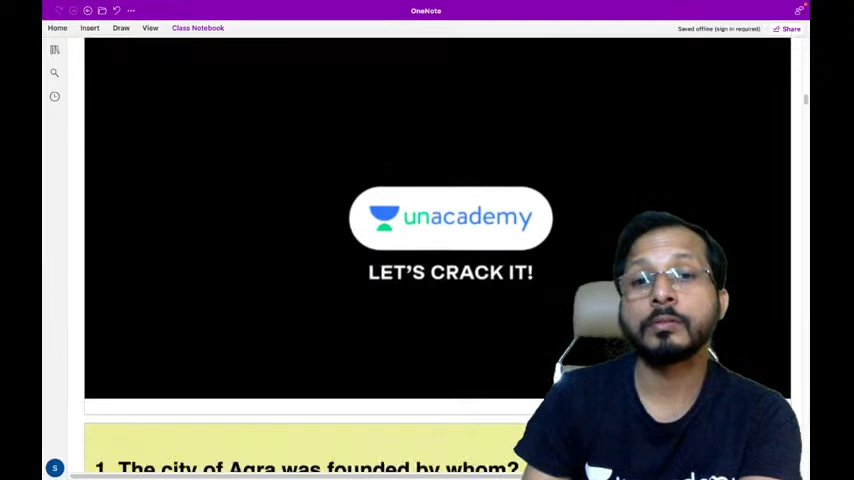 OneNote
Home Insert Draw View Class Notebook
Saved offline (sign in required) Share
unacademy
LET'S CRACK IT!
1. The city of Agra was founded by whom?
S